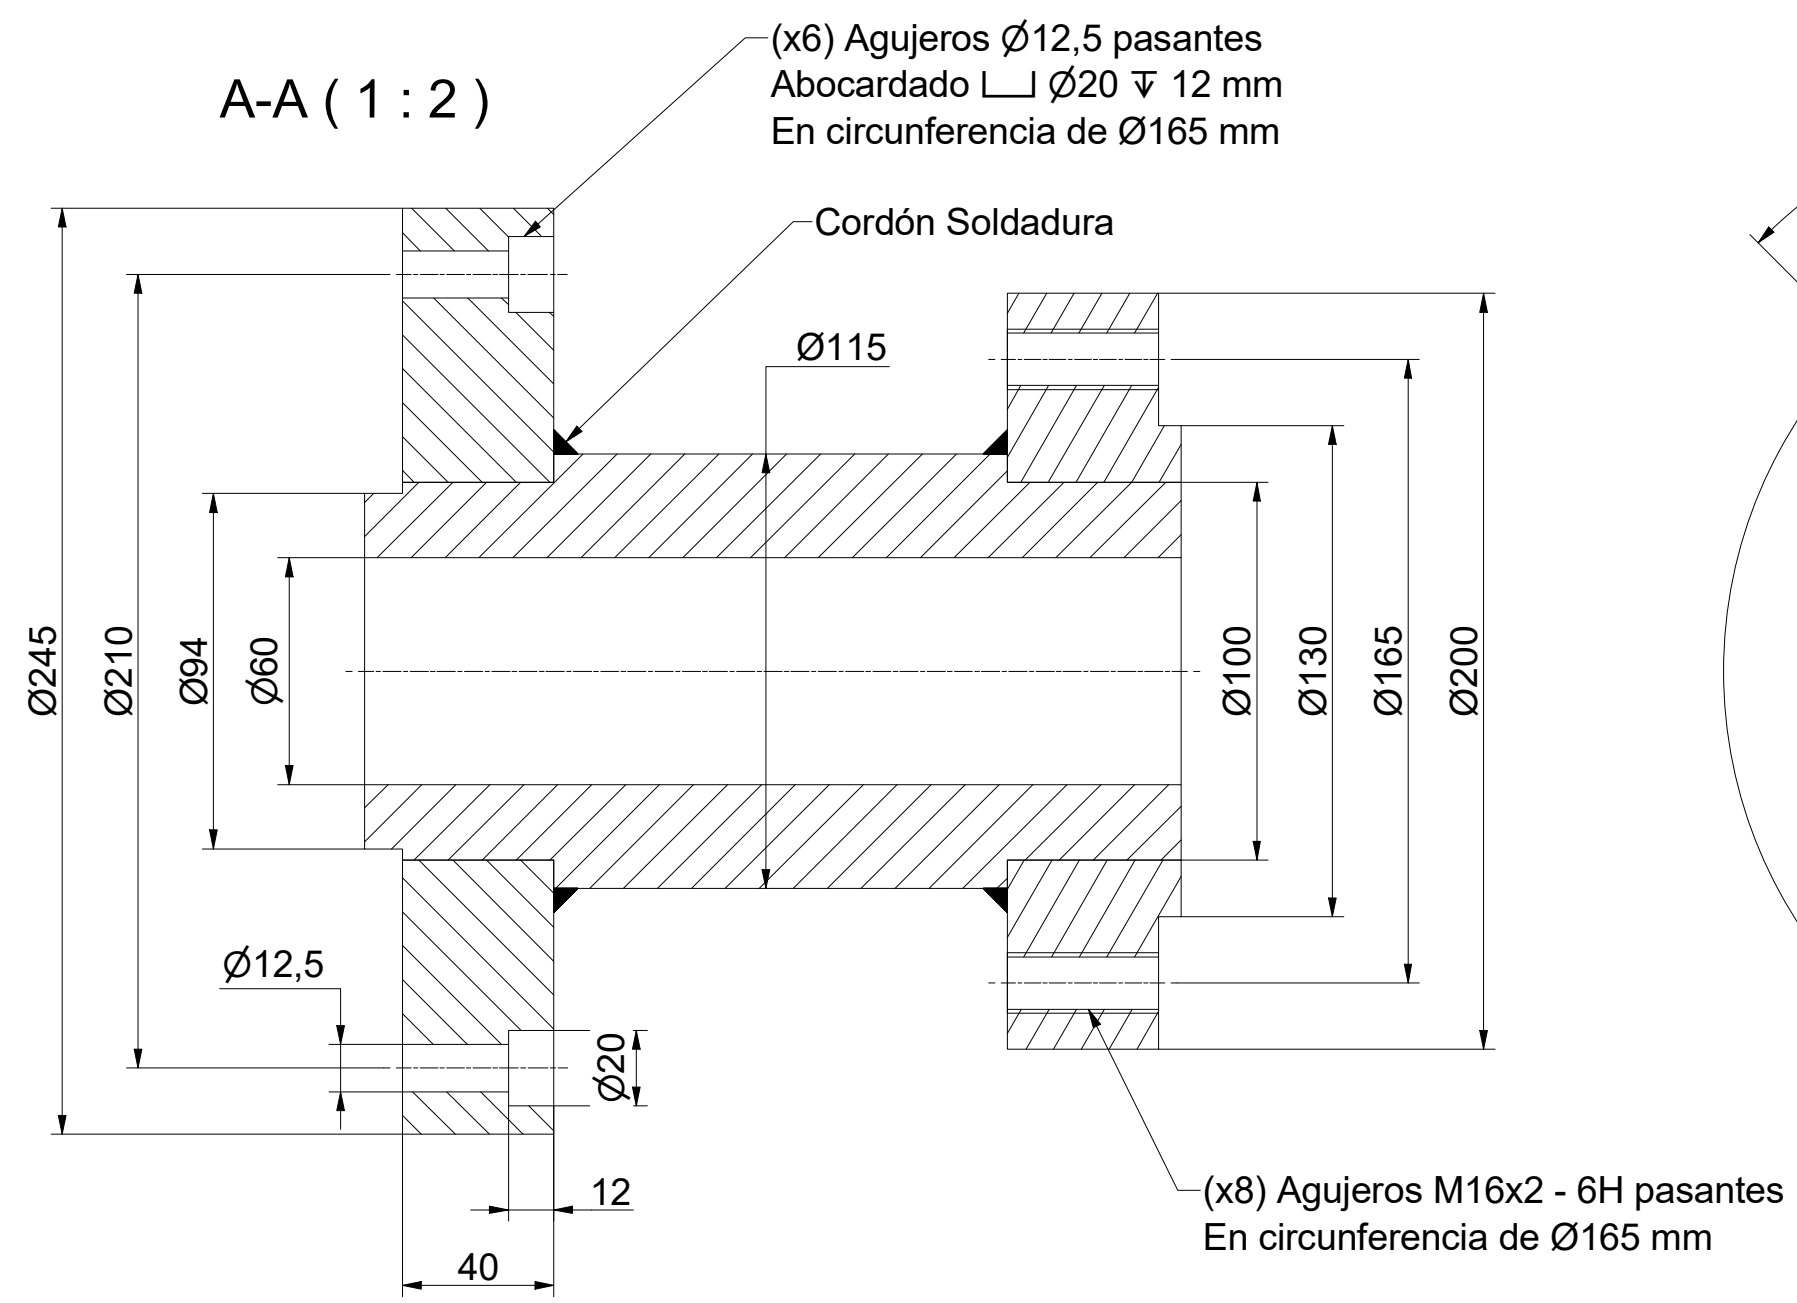 (x6) Agujeros Ø12,5 pasantes
A-A ( 1 : 2 )
Abocardado ⌴ Ø20 ↧ 12 mm
En circunferencia de Ø165 mm
Cordón Soldadura
Ø115
Ø245
Ø210
Ø94
Ø60
Ø100
Ø130
Ø165
Ø200
Ø12,5
Ø20
12
40
(x8) Agujeros M16x2 - 6H pasantes
En circunferencia de Ø165 mm